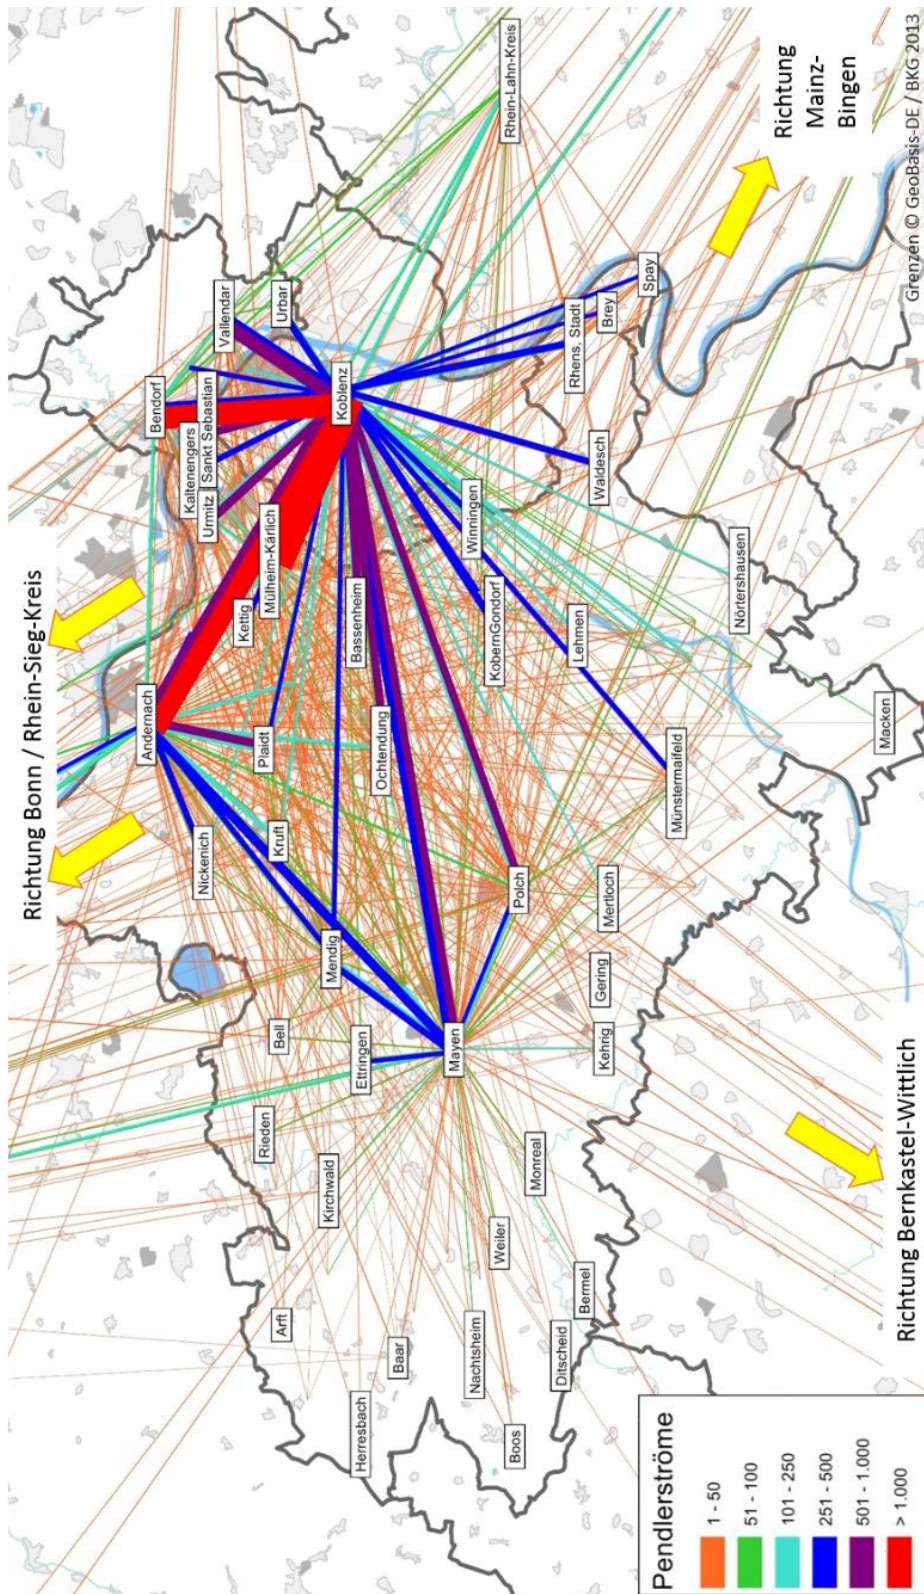 Richtung Bonn / Rhein-Sieg-Kreis
Bendorf
Vallendar
Urbar
Kaltenengers
Sankt Sebastian
Urmitz
Koblenz
Rhein-Lahn-Kreis
Andernach
Kettig
Mülheim-Kärlich
Nickenich
Plaidt
Kruft
Bassenheim
Ochtendung
Winningen
KobernGondorf
Rhens, Stadt
Brey
Spay
Waldesch
Lehmen
Nörtershausen
Münstermaifeld
Macken
Mendig
Bell
Ettringen
Rieden
Kirchwald
Mayen
Polch
Mertloch
Gering
Kehrig
Monreal
Weiler
Arft
Baar
Herresbach
Nachtsheim
Boos
Ditscheid
Bermel
Richtung
Mainz-
Bingen
Richtung Bernkastel-Wittlich
Pendlerströme
1 - 50
51 - 100
101 - 250
251 - 500
501 - 1.000
> 1.000
Grenzen © GeoBasis-DE / BKG 2013